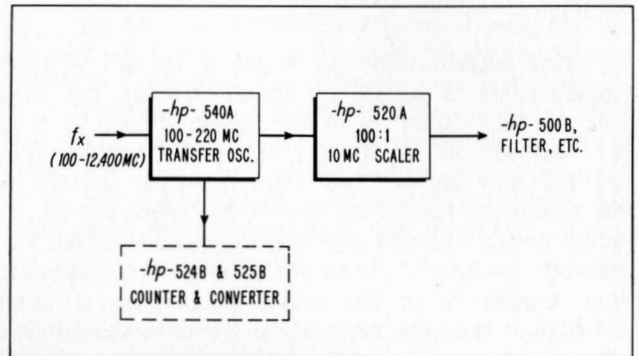 -hp- 540A
100-220 MC
TRANSFER OSC.
-hp- 520A
100:1
10 MC SCALER
fx
(100-12,400MC)
-hp- 500B,
FILTER, ETC.
-hp- 524B & 525B
COUNTER & CONVERTER